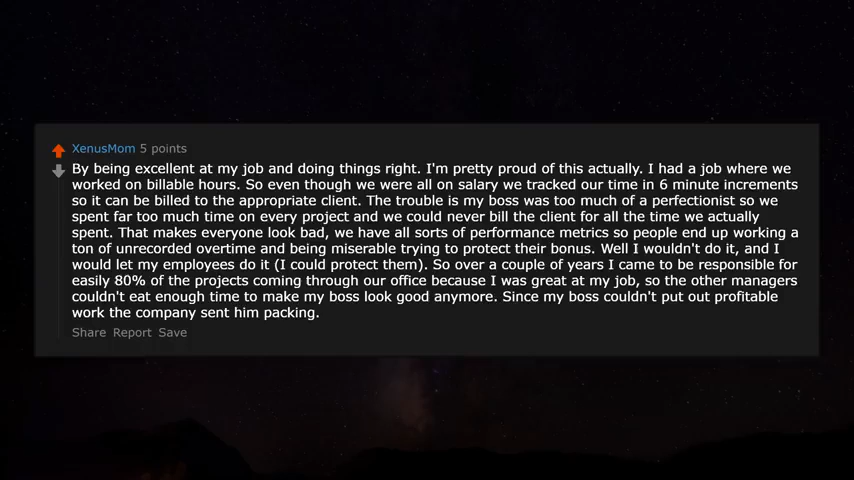 XenusMom 5 points
By being excellent at my job and doing things right. I'm pretty proud of this actually. I had a job where we
worked on billable hours. So even though we were all on salary we tracked our time in 6 minute increments
so it can be billed to the appropriate client. The trouble is my boss was too much of a perfectionist so we
spent far too much time on every project and we could never bill the client for all the time we actually
spent. That makes everyone look bad, we have all sorts of performance metrics so people end up working a
ton of unrecorded overtime and being miserable trying to protect their bonus. Well I wouldn't do it, and I
would let my employees do it (I could protect them). So over a couple of years I came to be responsible for
easily 80% of the projects coming through our office because I was great at my job, so the other managers
couldn't eat enough time to make my boss look good anymore. Since my boss couldn't put out profitable
work the company sent him packing.
Share Report Save